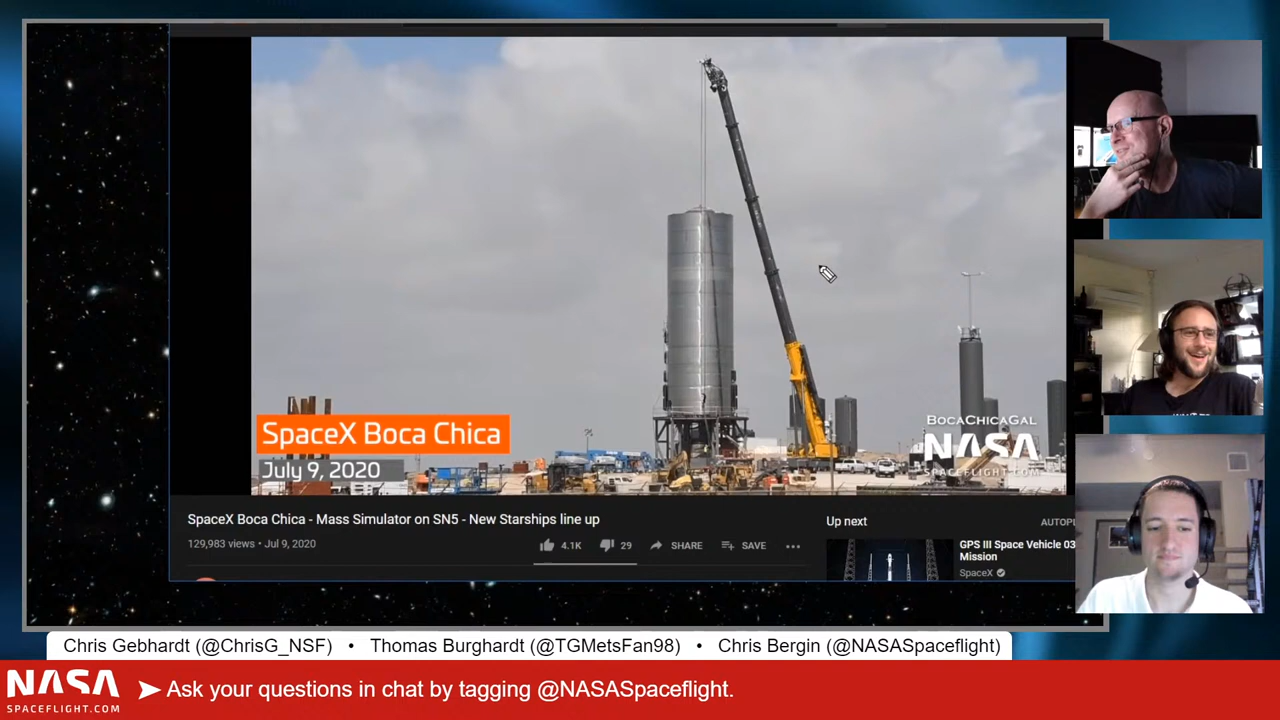 SpaceX Boca Chica
July 9, 2020
BOCACHICAGAL
NASA
SPACEFLIGHT.COM
SpaceX Boca Chica - Mass Simulator on SN5 - New Starships line up
129,983 views • Jul 9, 2020
4.1K
29
SHARE
SAVE
Up next
AUTOPL
GPS III Space Vehicle 03
Mission
SpaceX
Chris Gebhardt (@ChrisG_NSF) • Thomas Burghardt (@TGMetsFan98) • Chris Bergin (@NASASpaceflight)
NASA
SPACEFLIGHT.COM
Ask your questions in chat by tagging @NASASpaceflight.